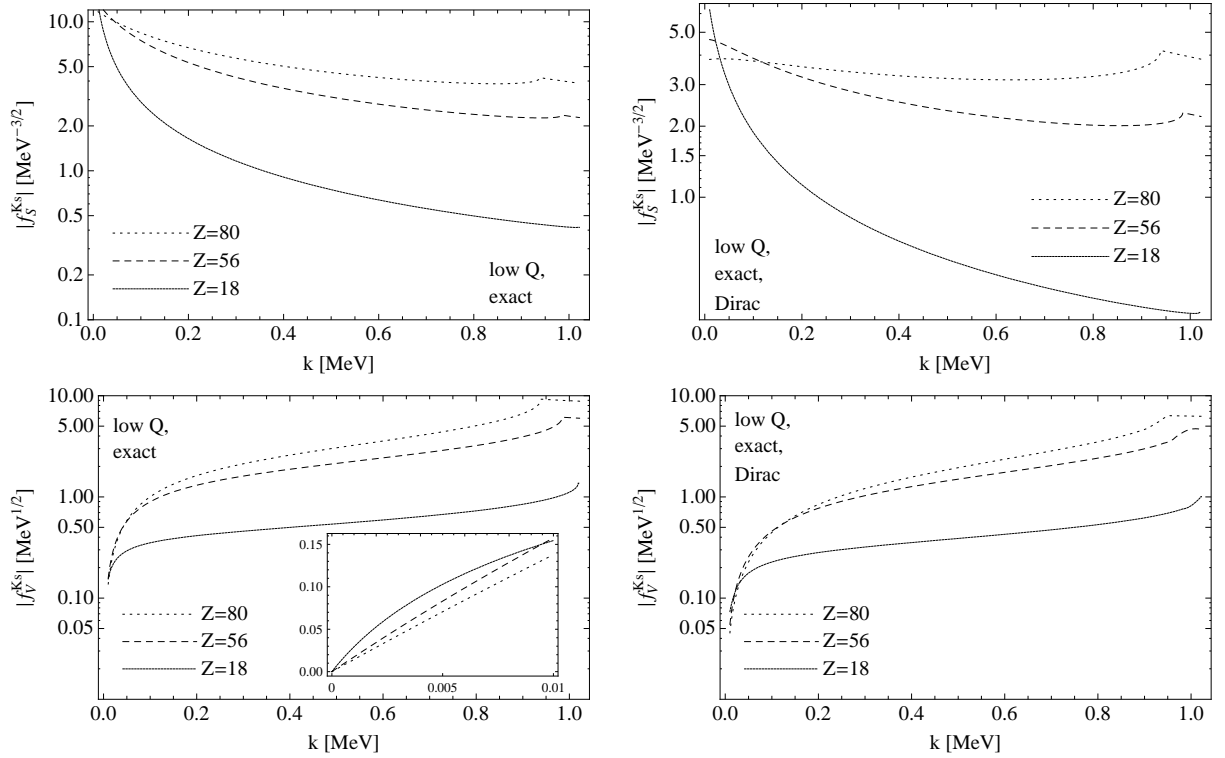 10.0
5.0
2.0
1.0
0.5
0.2
0.1
|f_S^{Ks}| [MeV^{-3/2}]
Z=80
Z=56
Z=18
low Q,
exact
0.0 0.2 0.4 0.6 0.8 1.0
k [MeV]
5.0
3.0
2.0
1.5
1.0
|f_S^{Ks}| [MeV^{-3/2}]
low Q,
exact,
Dirac
Z=80
Z=56
Z=18
0.0 0.2 0.4 0.6 0.8 1.0
k [MeV]
10.00
5.00
1.00
0.50
0.10
0.05
|f_V^{Ks}| [MeV^{1/2}]
low Q,
exact
Z=80
Z=56
Z=18
0.15
0.10
0.05
0.00
0 0.005 0.01
0.0 0.2 0.4 0.6 0.8 1.0
k [MeV]
10.00
5.00
1.00
0.50
0.10
0.05
|f_V^{Ks}| [MeV^{1/2}]
low Q,
exact,
Dirac
Z=80
Z=56
Z=18
0.0 0.2 0.4 0.6 0.8 1.0
k [MeV]